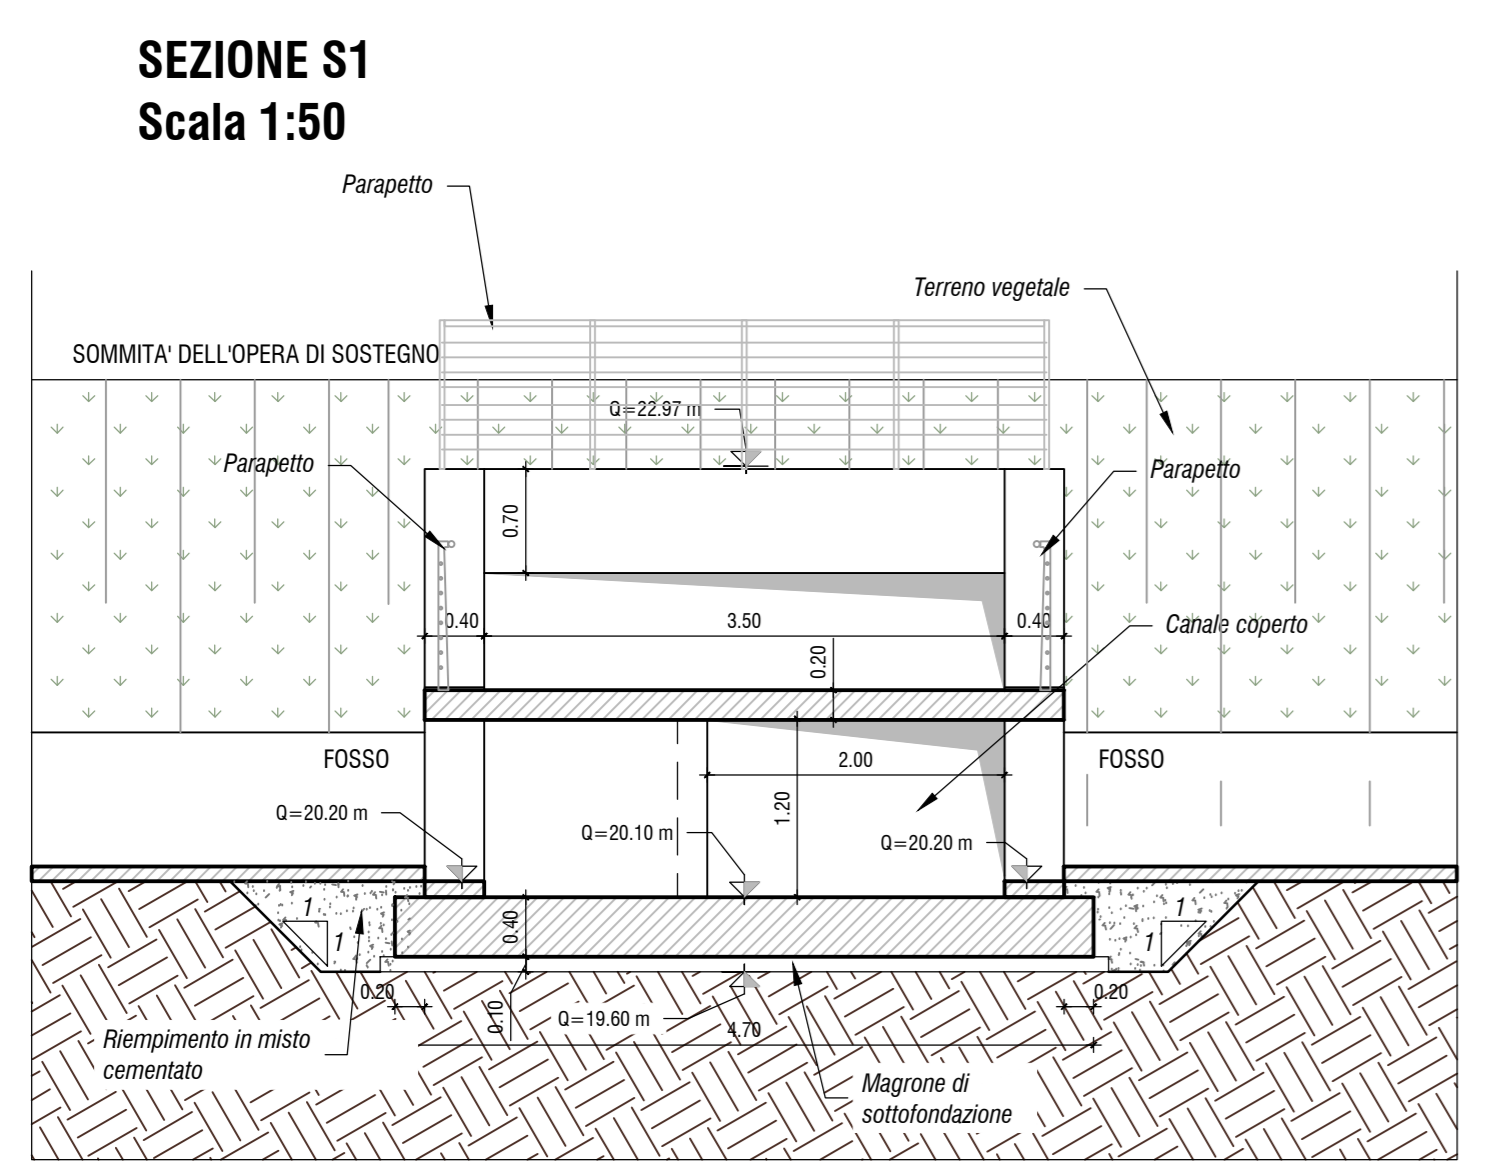 SEZIONE S1
Scala 1:50
Parapetto
Terreno vegetale
SOMMITA' DELL'OPERA DI SOSTEGNO
Q=22.97 m
Parapetto
Parapetto
0.70
0.40
3.50
0.40
Canale coperto
0.20
FOSSO
FOSSO
2.00
1.20
Q=20.20 m
Q=20.10 m
Q=20.20 m
1
1
0.40
1
1
0.20
0.20
0.10
Q=19.60 m
4.70
Riempimento in misto
cementato
Magrone di
sottofondazione